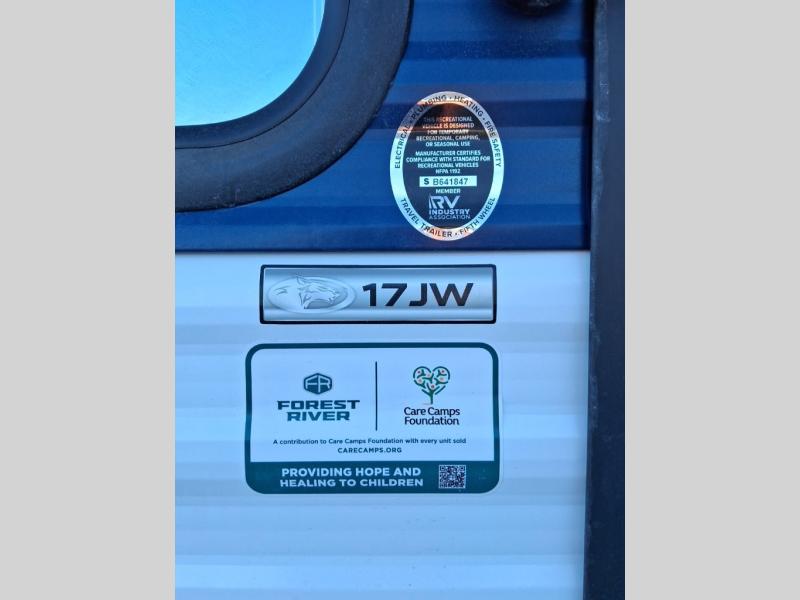 ELECTRICAL • PLUMBING • HEATING • FIRE SAFETY
THIS RECREATIONAL
VEHICLE IS DESIGNED
FOR TEMPORARY
RECREATIONAL, CAMPING,
OR SEASONAL USE
MANUFACTURER CERTIFIES
COMPLIANCE WITH STANDARD FOR
RECREATIONAL VEHICLES
NFPA 1192
S B641847
MEMBER
RV
INDUSTRY
ASSOCIATION
TRAVEL TRAILER • FIFTH WHEEL
17JW
FR
FOREST
RIVER
Care Camps
Foundation
A contribution to Care Camps Foundation with every unit sold
CARECAMPS.ORG
PROVIDING HOPE AND
HEALING TO CHILDREN